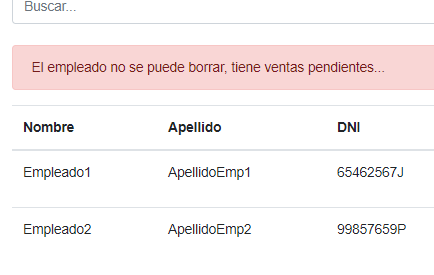 Buscar...
El empleado no se puede borrar, tiene ventas pendientes...
Nombre Apellido DNI
Empleado1 ApellidoEmp1 65462567J
Empleado2 ApellidoEmp2 99857659P